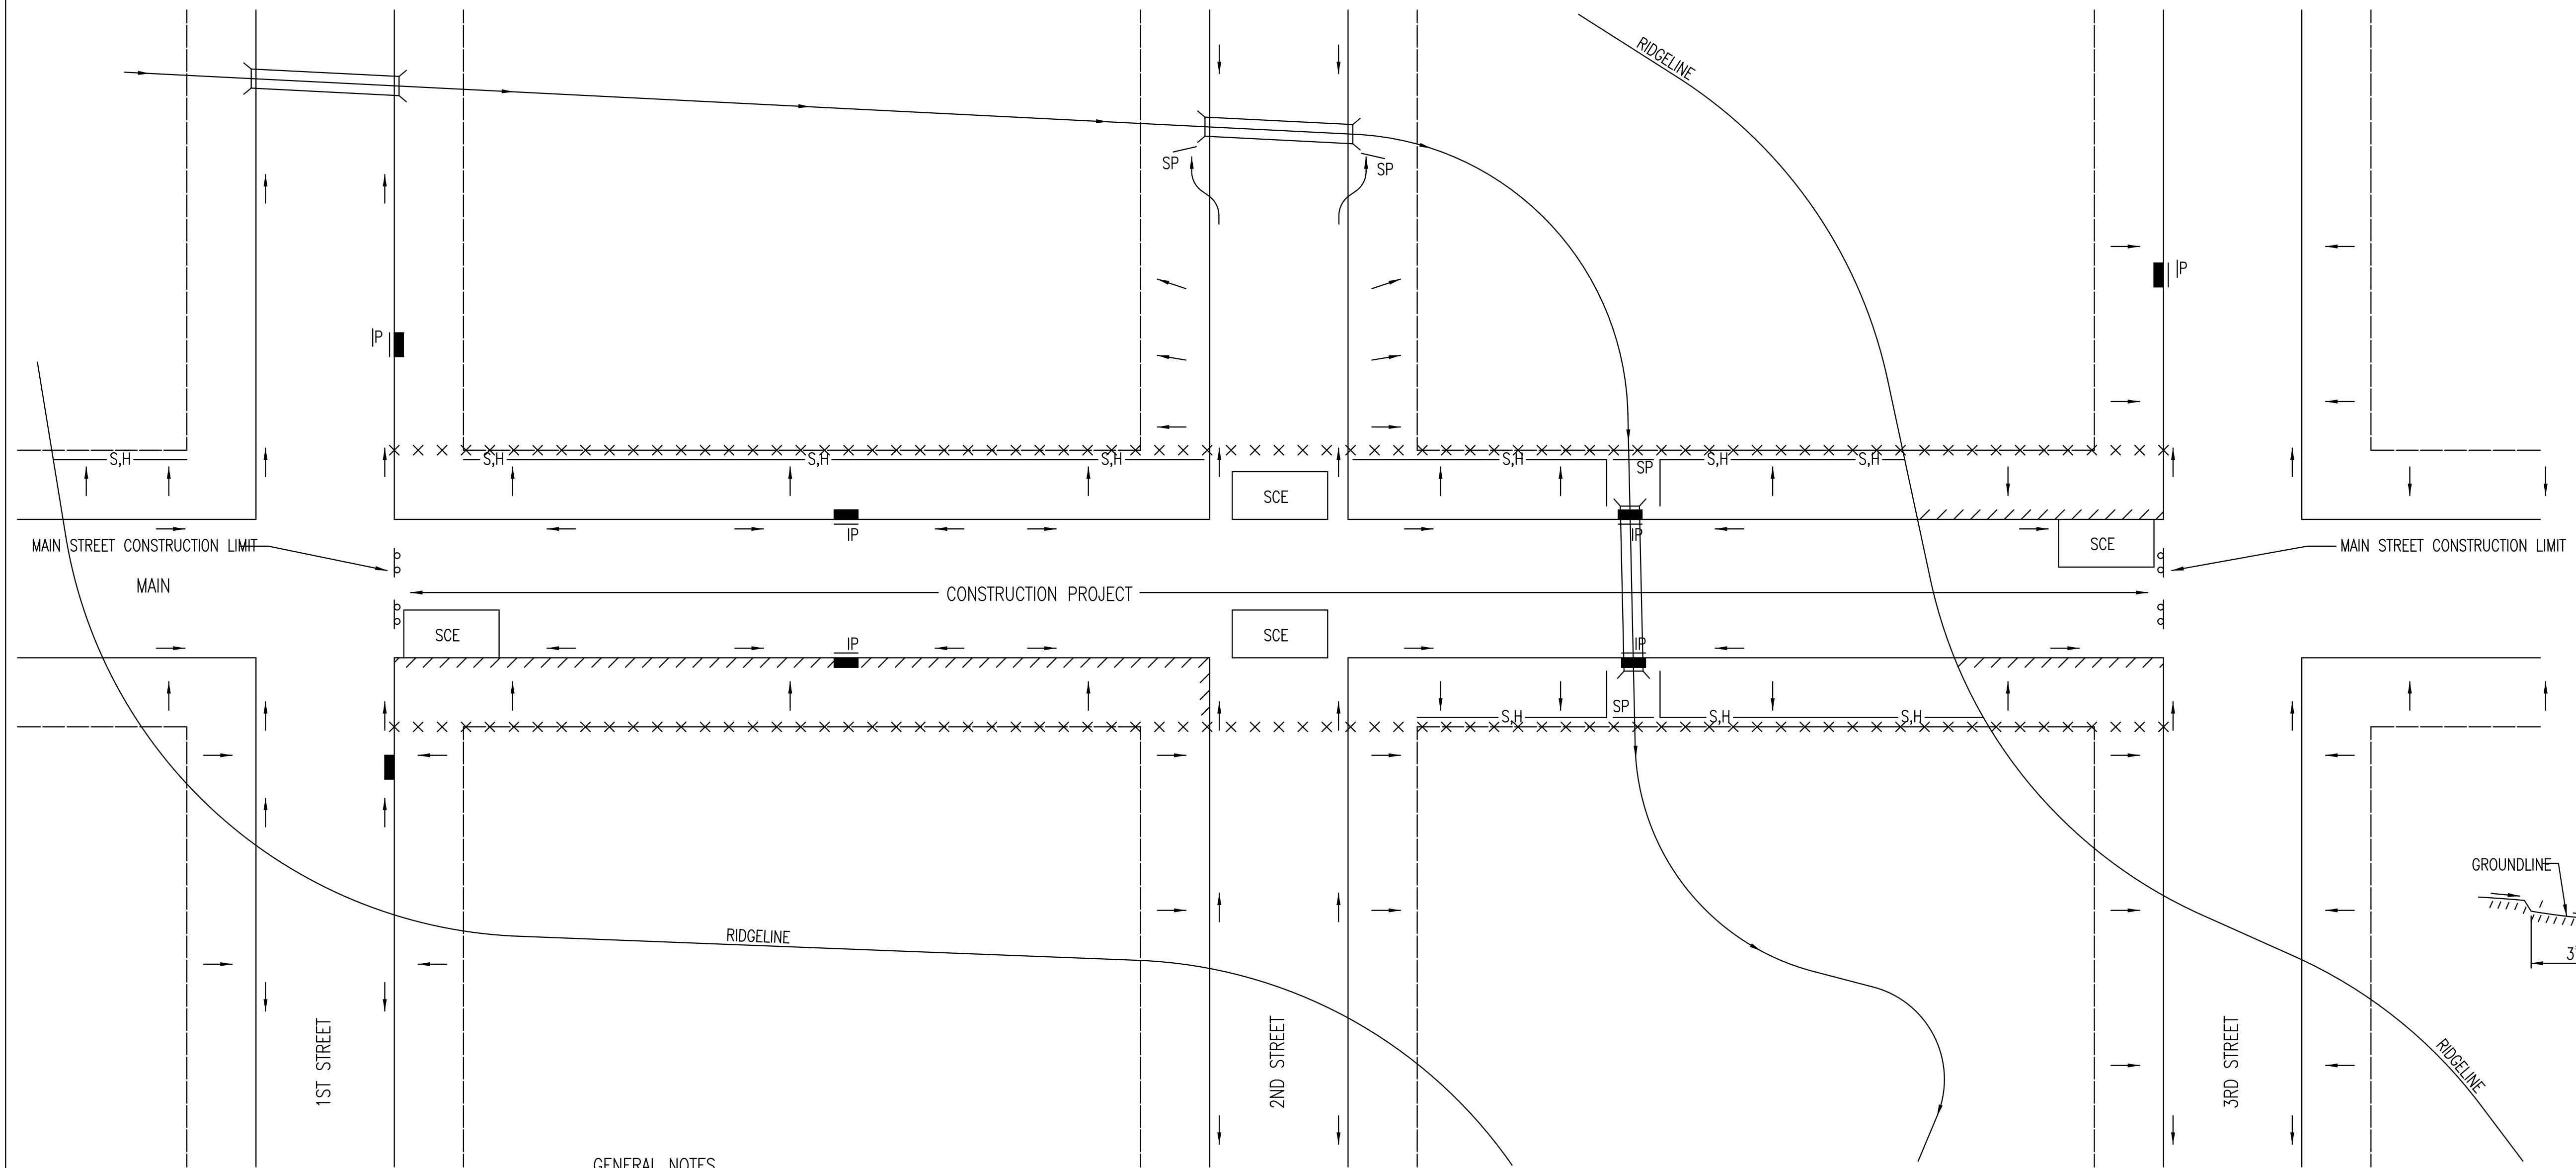 RIDGELINE
SP
SP
IP
IP
S,H
S,H
S,H
S,H
S,H
SP
S,H
S,H
SCE
IP
IP
SCE
MAIN STREET CONSTRUCTION LIMIT
MAIN STREET CONSTRUCTION LIMIT
MAIN
CONSTRUCTION PROJECT
SCE
SCE
IP
IP
S,H
SP
S,H
S,H
GROUNDLINE
RIDGELINE
3
1ST STREET
2ND STREET
3RD STREET
RIDGELINE
GENERAL NOTES